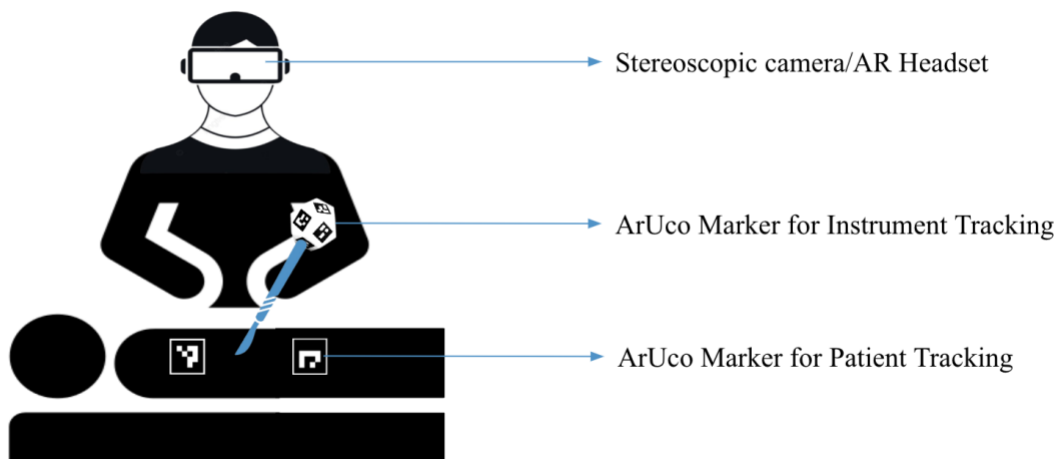 Stereoscopic camera/AR Headset
ArUco Marker for Instrument Tracking
ArUco Marker for Patient Tracking